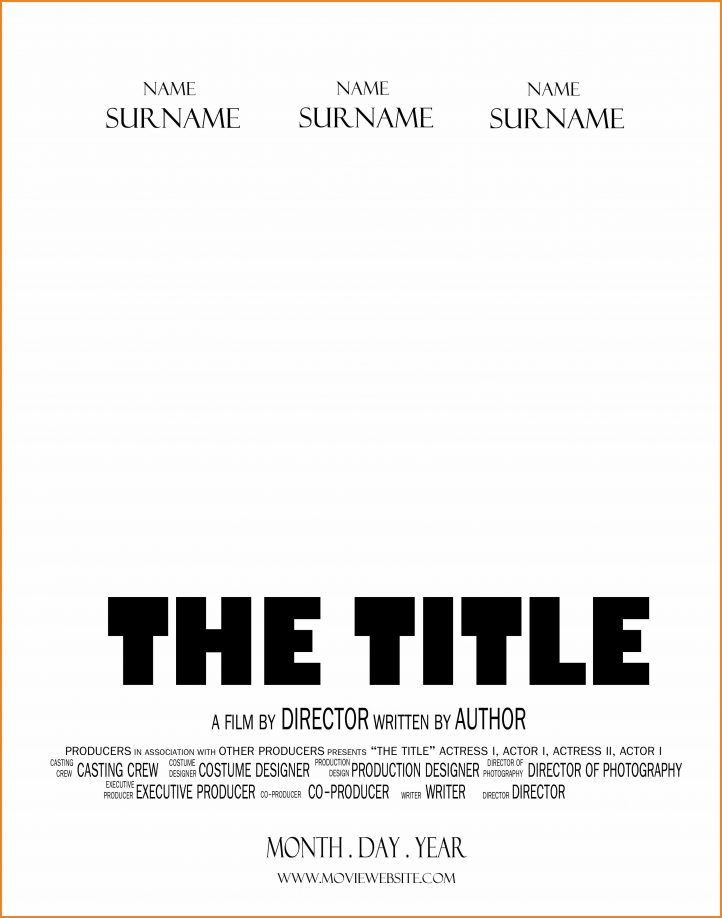 NAME NAME NAME
SURNAME SURNAME SURNAME
THE TITLE
A FILM BY DIRECTOR WRITTEN BY AUTHOR
PRODUCERS IN ASSOCIATION WITH OTHER PRODUCERS PRESENTS “THE TITLE” ACTRESS I, ACTOR I, ACTRESS II, ACTOR I
CASTING CREW CASTING CREW COSTUME DESIGNER COSTUME DESIGNER PRODUCTION DESIGN PRODUCTION DESIGNER DIRECTOR OF PHOTOGRAPHY DIRECTOR OF PHOTOGRAPHY
EXECUTIVE PRODUCER EXECUTIVE PRODUCER CO-PRODUCER CO-PRODUCER WRITER WRITER DIRECTOR DIRECTOR
MONTH . DAY . YEAR
WWW.MOVIEWEBSITE.COM